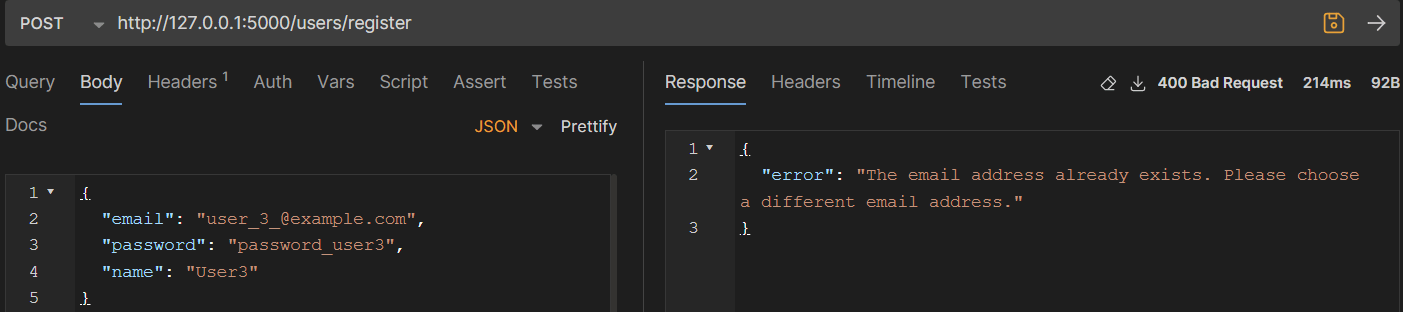 POST http://127.0.0.1:5000/users/register
Query Body Headers 1 Auth Vars Script Assert Tests
Docs JSON Prettify
1 {
2 "email": "user_3_@example.com",
3 "password": "password_user3",
4 "name": "User3"
5 }
Response Headers Timeline Tests 400 Bad Request 214ms 92B
1 {
2 "error": "The email address already exists. Please choose
a different email address."
3 }